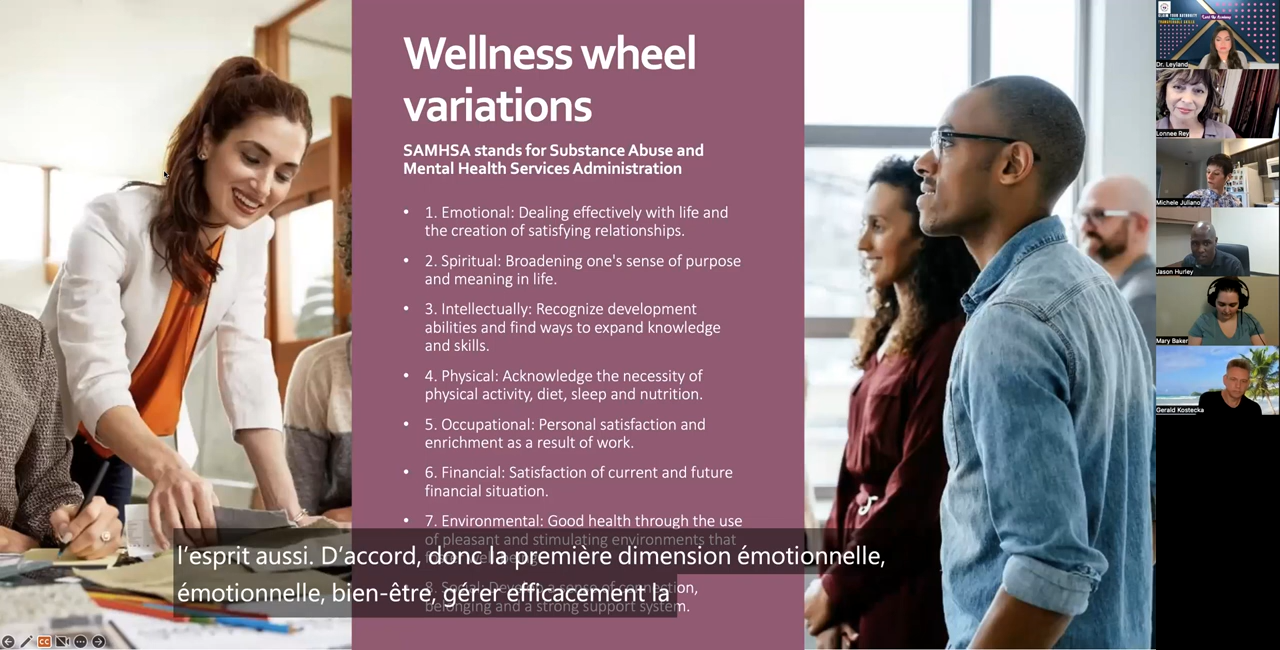 Wellness wheel
variations
SAMHSA stands for Substance Abuse and
Mental Health Services Administration
• 1. Emotional: Dealing effectively with life and
the creation of satisfying relationships.
• 2. Spiritual: Broadening one's sense of purpose
and meaning in life.
• 3. Intellectually: Recognize development
abilities and find ways to expand knowledge
and skills.
• 4. Physical: Acknowledge the necessity of
physical activity, diet, sleep and nutrition.
• 5. Occupational: Personal satisfaction and
enrichment as a result of work.
• 6. Financial: Satisfaction of current and future
financial situation.
• 7. Environmental: Good health through the use
of pleasant and stimulating environments that
• 8. Social: Develop a sense of connection,
belonging and a strong support system.
l'esprit aussi. D'accord, donc la première dimension émotionnelle,
émotionnelle, bien-être, gérer efficacement la
CC
Dr. Leyland
Lonnee Rey
Michele Juliano
Jason Hurley
Mary Baker
Gerald Kostecka